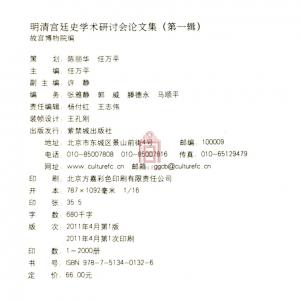 明清宫廷史学术研讨会论文集（第一辑）
故宫博物院编
策 划：陈丽华 任万平
主 编：任万平
副主编：许 静
编 务：张雅静 郭 威 滕德永 马顺平
责任编辑：杨付红 王志伟
装帧设计：王孔刚
出版发行：紫禁城出版社
地址：北京市东城区景山前街4号 邮编：100009
电话：010-85007808 010-85007816 传真：010-65129479
网址：www.culturefc.cn 邮箱：ggcb@culturefc.cn
印 刷：北京方嘉彩色印刷有限责任公司
开 本：787×1092毫米 1/16
印 张：35.5
字 数：680千字
版 次：2011年4月第1版
2011年4月第1次印刷
印 数：1～2000册
书 号：ISBN 978-7-5134-0132-6
定 价：66.00元